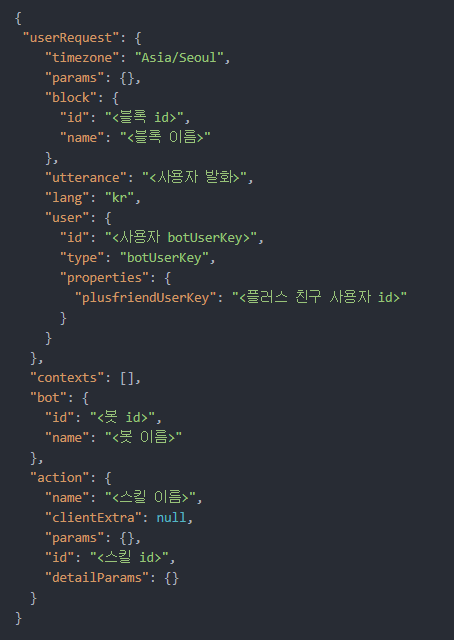 {
"userRequest": {
"timezone": "Asia/Seoul",
"params": {},
"block": {
"id": "<블록 id>",
"name": "<블록 이름>"
},
"utterance": "<사용자 발화>",
"lang": "kr",
"user": {
"id": "<사용자 botUserKey>",
"type": "botUserKey",
"properties": {
"plusfriendUserKey": "<플러스 친구 사용자 id>"
}
}
},
"contexts": [],
"bot": {
"id": "<봇 id>",
"name": "<봇 이름>"
},
"action": {
"name": "<스킬 이름>",
"clientExtra": null,
"params": {},
"id": "<스킬 id>",
"detailParams": {}
}
}